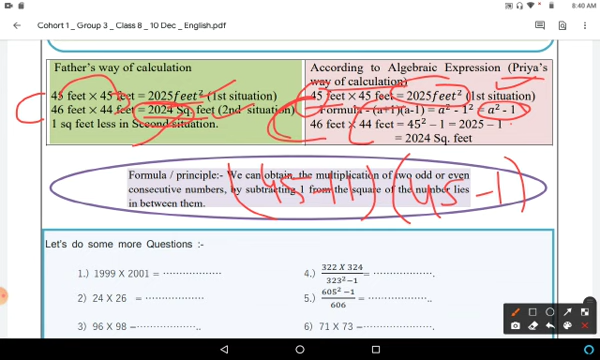 8:40 AM
Cohort 1 _ Group 3 _ Class 8 _ 10 Dec _ English.pdf
Father's way of calculation
45 feet × 45 feet = 2025feet² (1st situation)
46 feet × 44 feet = 2024 Sq. feet (2nd situation)
1 sq feet less in Second situation.
According to Algebraic Expression (Priya's
way of calculation)
45 feet × 45 feet = 2025feet² (1st situation)
Formula - (a+1)(a-1) = a² - 1² = a² - 1
46 feet × 44 feet = 45² − 1 = 2025 − 1
= 2024 Sq. feet
(45+1) (45-1)
Formula / principle:- We can obtain, the multiplication of two odd or even
consecutive numbers, by subtracting 1 from the square of the number lies
in between them.
Let's do some more Questions :-
1.) 1999 X 2001 = ………………
2) 24 X 26 = ………………
3) 96 X 98 =………………..
4.) 322 X 324 / 323²−1 = ……………….
5.) 605² −1 / 606 = ……………….
6) 71 X 73 =………………..